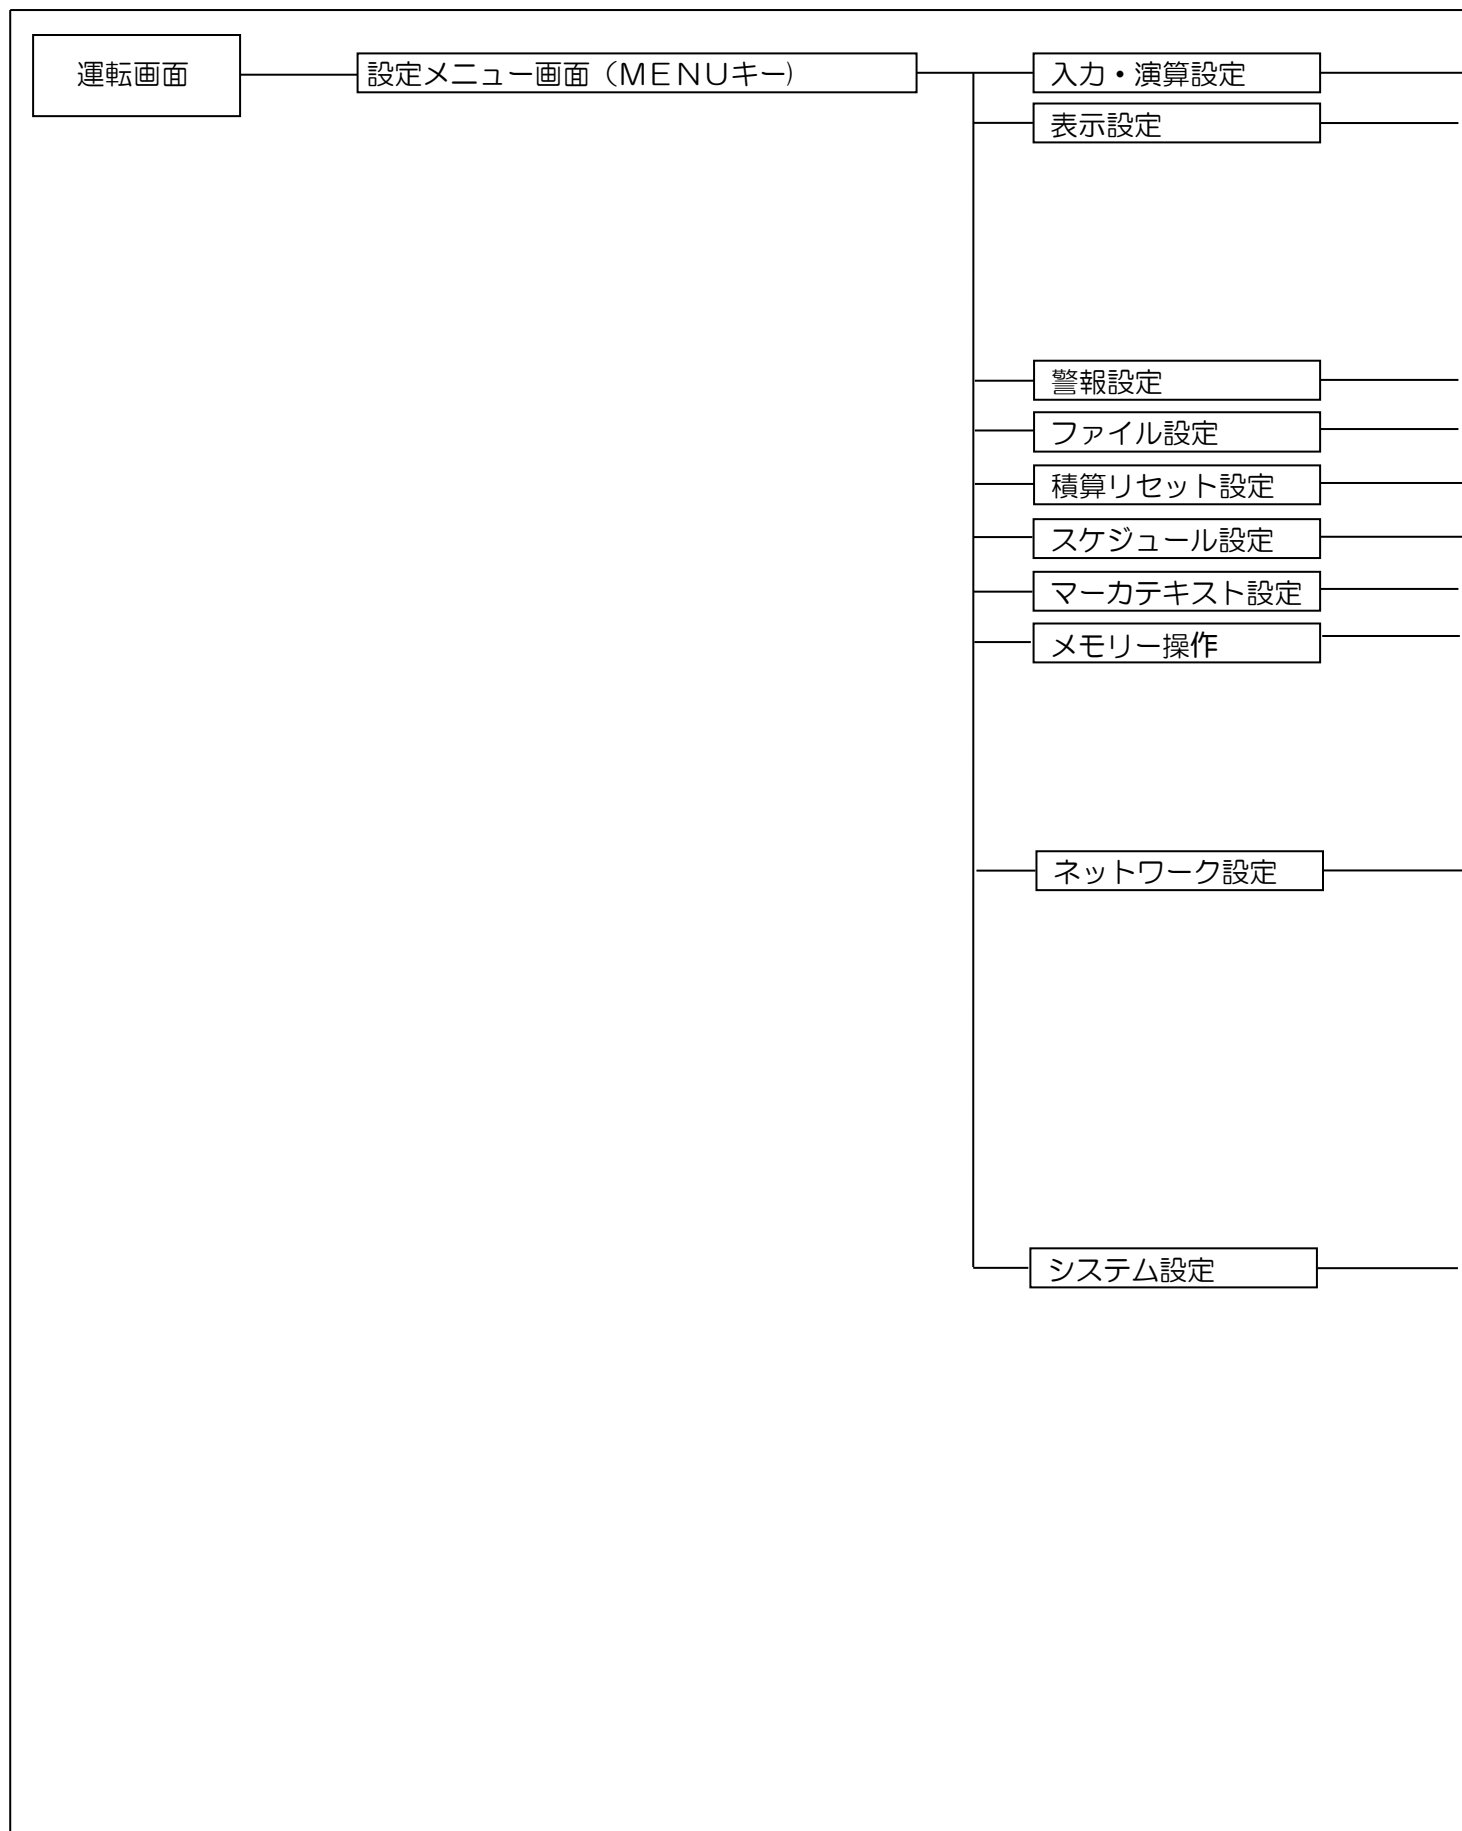 運転画面
設定メニュー画面（ＭＥＮＵキー）
入力・演算設定
表示設定
警報設定
ファイル設定
積算リセット設定
スケジュール設定
マーカテキスト設定
メモリー操作
ネットワーク設定
システム設定